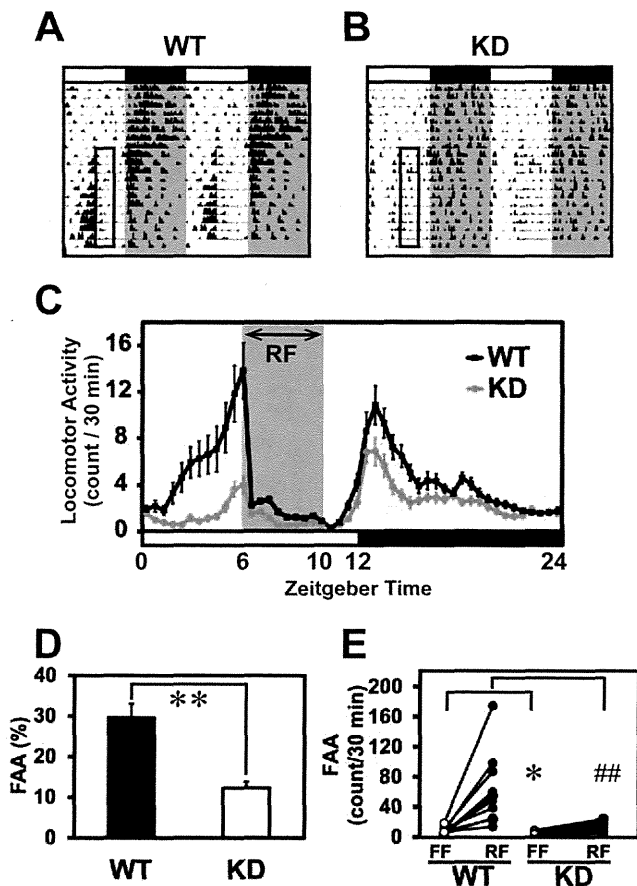 A
WT
B
KD
C
Locomotor Activity
(count / 30 min)
16
12
8
4
0
RF
WT
KD
0
6
10
12
24
Zeitgeber Time
D
FAA (%)
40
30
20
10
0
**
WT
KD
E
FAA
(count/30 min)
200
160
120
80
40
0
*
##
FF
RF
FF
RF
WT
KD